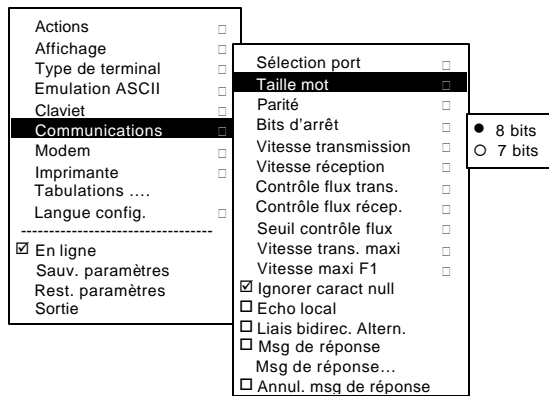 Actions
Affichage
Type de terminal
Emulation ASCII
Claviet
Communications
Modem
Imprimante
Tabulations ....
Langue config.
---------------------------------
En ligne
Sauv. paramètres
Rest. paramètres
Sortie
Sélection port
Taille mot
Parité
Bits d'arrêt
Vitesse transmission
Vitesse réception
Contrôle flux trans.
Contrôle flux récep.
Seuil contrôle flux
Vitesse trans. maxi
Vitesse maxi F1
Ignorer caract null
Echo local
Liais bidirec. Altern.
Msg de réponse
Msg de réponse…
Annul. msg de réponse
8 bits
7 bits